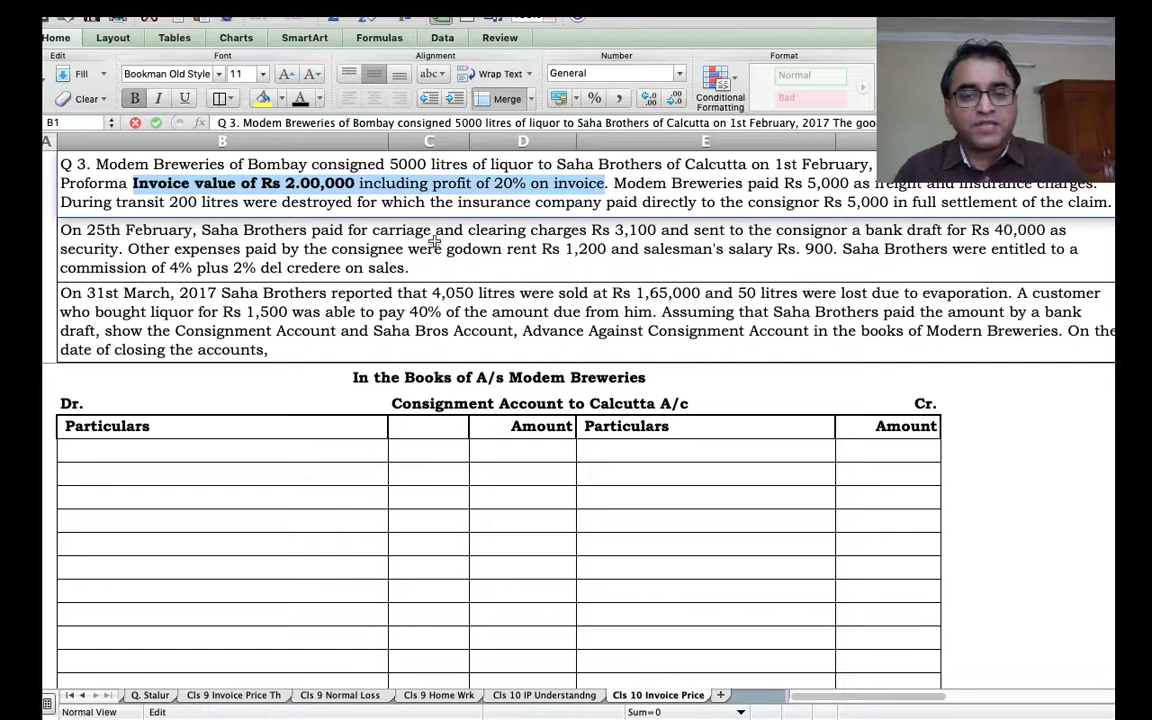 Home Layout Tables Charts SmartArt Formulas Data Review
Edit Font Alignment Number Format
Fill Bookman Old Style 11 A A abc Wrap Text General Normal
Clear B I U A Merge % Conditional Formatting Bad
B1 fx Q 3. Modem Breweries of Bombay consigned 5000 litres of liquor to Saha Brothers of Calcutta on 1st February, 2017 The goo
A B C D E
Q 3. Modem Breweries of Bombay consigned 5000 litres of liquor to Saha Brothers of Calcutta on 1st February,
Proforma Invoice value of Rs 2.00,000 including profit of 20% on invoice. Modem Breweries paid Rs 5,000 as freight and insurance charges.
During transit 200 litres were destroyed for which the insurance company paid directly to the consignor Rs 5,000 in full settlement of the claim.
On 25th February, Saha Brothers paid for carriage and clearing charges Rs 3,100 and sent to the consignor a bank draft for Rs 40,000 as
security. Other expenses paid by the consignee were godown rent Rs 1,200 and salesman's salary Rs. 900. Saha Brothers were entitled to a
commission of 4% plus 2% del credere on sales.
On 31st March, 2017 Saha Brothers reported that 4,050 litres were sold at Rs 1,65,000 and 50 litres were lost due to evaporation. A customer
who bought liquor for Rs 1,500 was able to pay 40% of the amount due from him. Assuming that Saha Brothers paid the amount by a bank
draft, show the Consignment Account and Saha Bros Account, Advance Against Consignment Account in the books of Modern Breweries. On the
date of closing the accounts,
In the Books of A/s Modem Breweries
Dr. Consignment Account to Calcutta A/c Cr.
Particulars Amount Particulars Amount
Q. Stalur Cls 9 Invoice Price Th Cls 9 Normal Loss Cls 9 Home Wrk Cls 10 IP Understandng Cls 10 Invoice Price +
Normal View Edit Sum=0